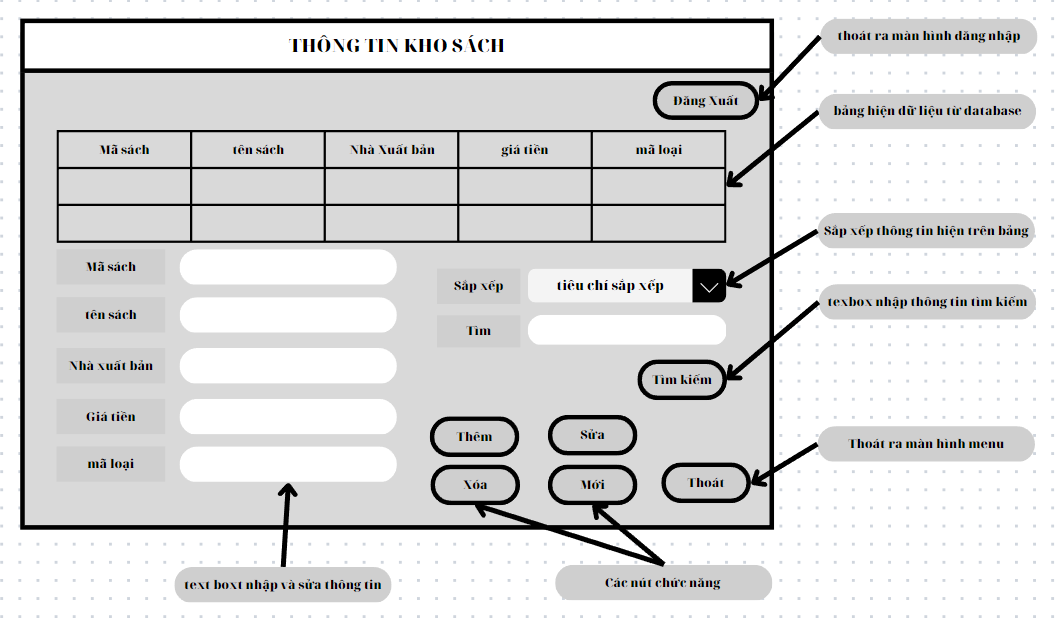 THÔNG TIN KHO SÁCH
thoát ra màn hình đăng nhập
Đăng Xuất
bảng hiện dữ liệu từ database
Mã sách
tên sách
Nhà Xuất bản
giá tiền
mã loại
Sắp xếp thông tin hiện trên bảng
Mã sách
Sắp xếp
tiêu chí sắp xếp
texbox nhập thông tin tìm kiếm
tên sách
Tìm
Nhà xuất bản
Tìm kiếm
Giá tiền
Thêm
Sửa
Thoát ra màn hình menu
mã loại
Xóa
Mới
Thoát
text boxt nhập và sửa thông tin
Các nút chức năng